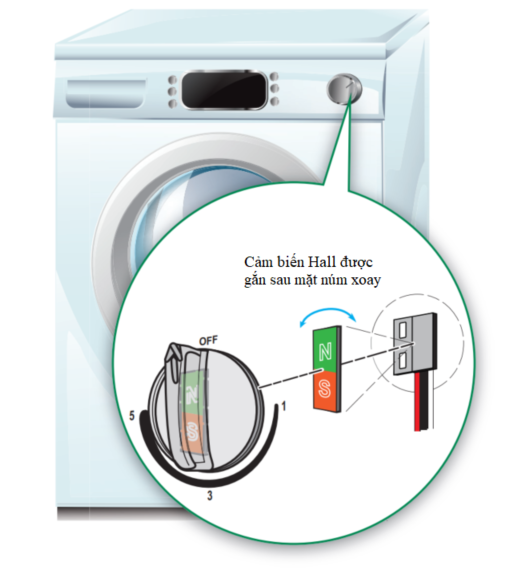 Cảm biến Hall được
gắn sau mặt núm xoay
OFF
N
S
N
S
5
1
3